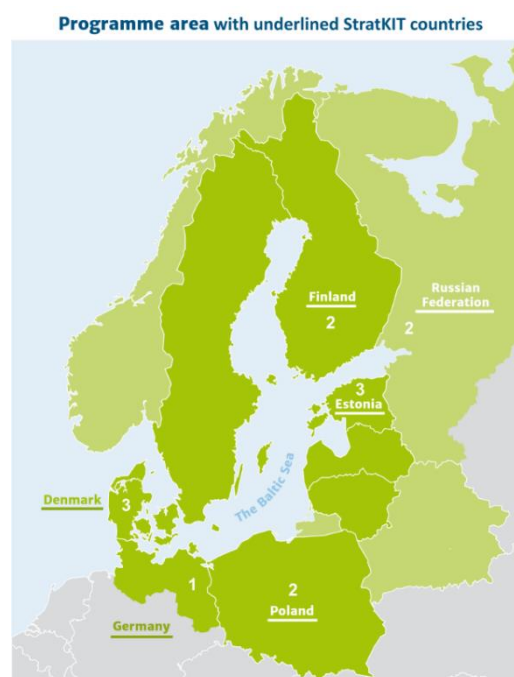 Programme area with underlined StratKIT countries
Finland
2
Russian
Federation
2
3
Estonia
Denmark
3
The Baltic Sea
1
2
Poland
Germany